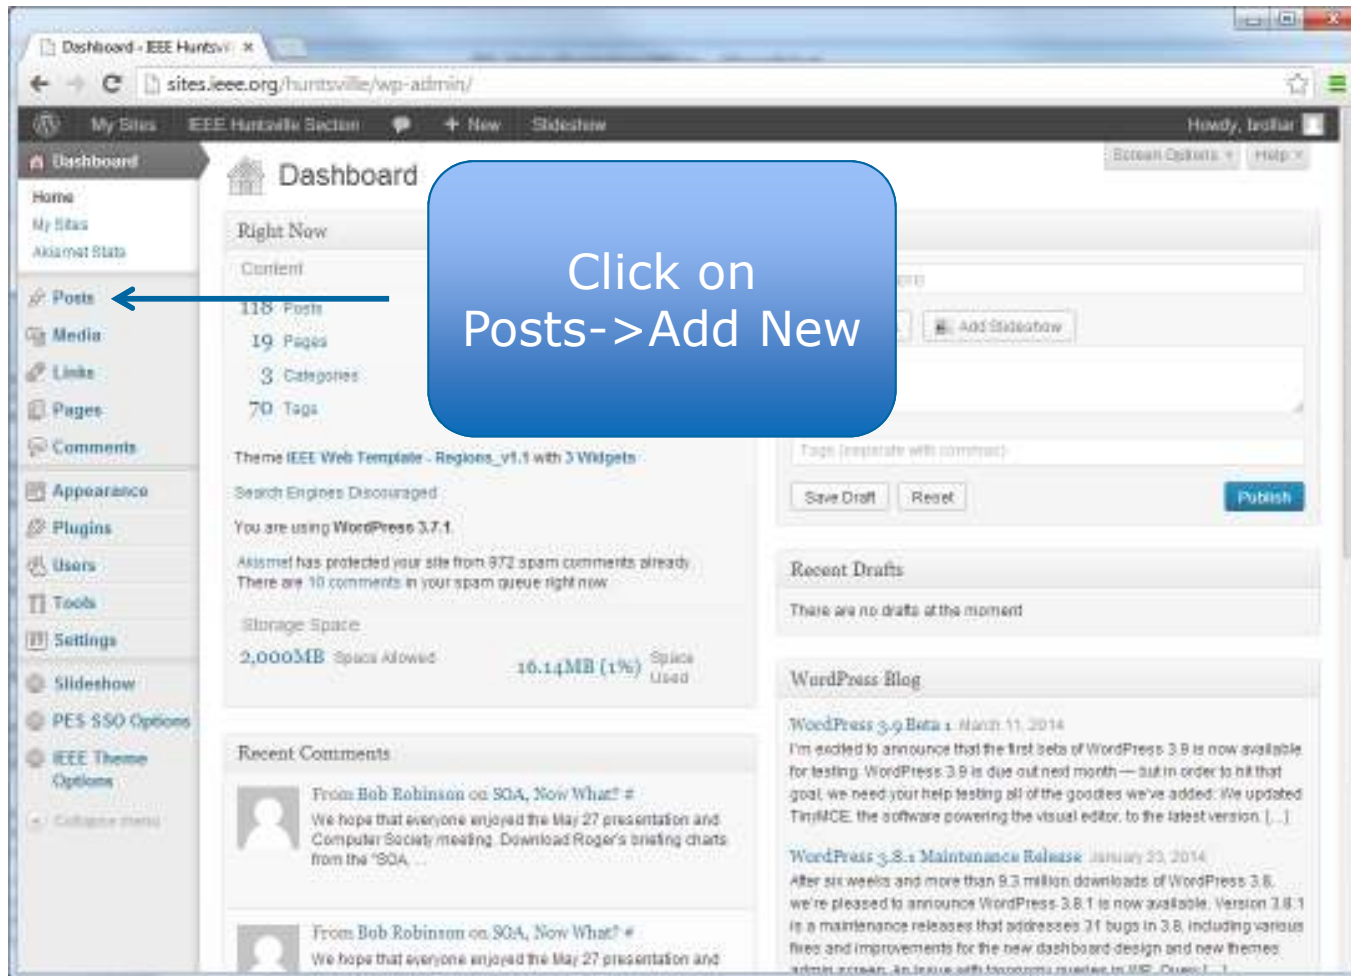 Dashboard - IEEE Huntsvi
sites.ieee.org/huntsville/wp-admin/
My Sites IEEE Huntsville Section + New Slideshow Howdy, brofiar
Dashboard
Home
My Sites
Akismet Stats
Posts
Media
Links
Pages
Comments
Appearance
Plugins
Users
Tools
Settings
Slideshow
PES SSO Options
IEEE Theme
Options
Collapse menu
Screen Options Help
Dashboard
Click on
Posts->Add New
Right Now
Content
118 Posts
19 Pages
3 Categories
70 Tags
Theme IEEE Web Template - Regions_v1.1 with 3 Widgets
Search Engines Discouraged
You are using WordPress 3.7.1.
Akismet has protected your site from 972 spam comments already.
There are 10 comments in your spam queue right now.
Storage Space
2,000MB Space Allowed
16.14MB (1%) Space Used
Recent Comments
From Bob Robinson on SOA, Now What? #
We hope that everyone enjoyed the May 27 presentation and
Computer Society meeting. Download Roger's briefing charts
from the "SOA, ...
From Bob Robinson on SOA, Now What? #
We hope that everyone enjoyed the May 27 presentation and
Add Slideshow
Tags (separate with commas)
Save Draft Reset Publish
Recent Drafts
There are no drafts at the moment
WordPress Blog
WordPress 3.9 Beta 1 March 11, 2014
I'm excited to announce that the first beta of WordPress 3.9 is now available
for testing. WordPress 3.9 is due out next month — but in order to hit that
goal, we need your help testing all of the goodies we've added: We updated
TinyMCE, the software powering the visual editor, to the latest version. [...]
WordPress 3.8.1 Maintenance Release January 23, 2014
After six weeks and more than 9.3 million downloads of WordPress 3.8,
we're pleased to announce WordPress 3.8.1 is now available. Version 3.8.1
is a maintenance releases that addresses 31 bugs in 3.8, including various
fixes and improvements for the new dashboard design and new themes
admin screen. An issue with taxonomy queries in WP_Query [...]